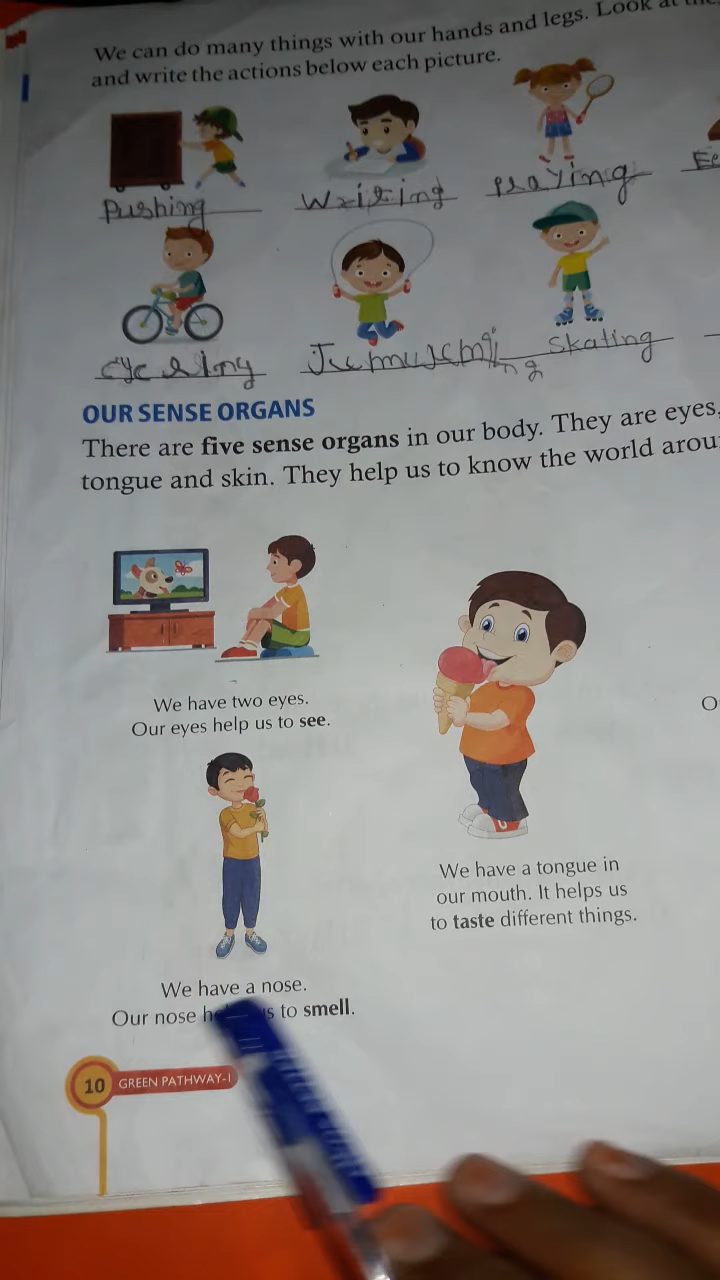 We can do many things with our hands and legs. Look at the
and write the actions below each picture.
Pushing
Writing
Playing
Cycling
Skating
OUR SENSE ORGANS
There are five sense organs in our body. They are eyes,
tongue and skin. They help us to know the world arou
We have two eyes.
Our eyes help us to see.
O
We have a tongue in
our mouth. It helps us
to taste different things.
We have a nose.
Our nose us to smell.
10 GREEN PATHWAY-I